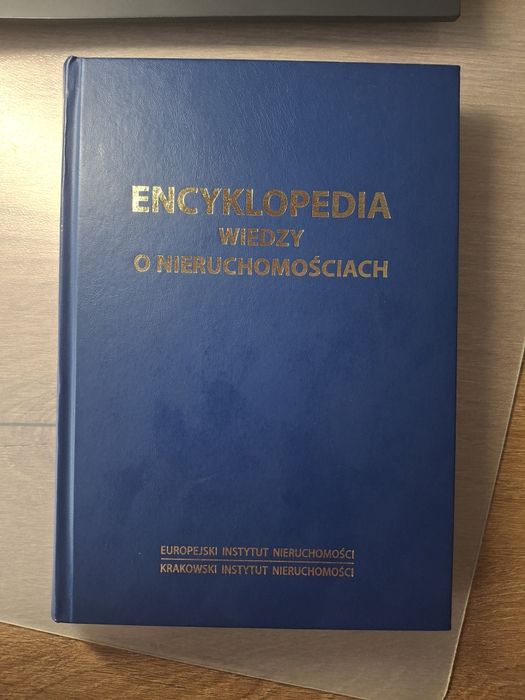 ENCYKLOPEDIA
WIEDZY
O NIERUCHOMOŚCIACH
EUROPEJSKI INSTYTUT NIERUCHOMOŚCI
KRAKOWSKI INSTYTUT NIERUCHOMOŚCI